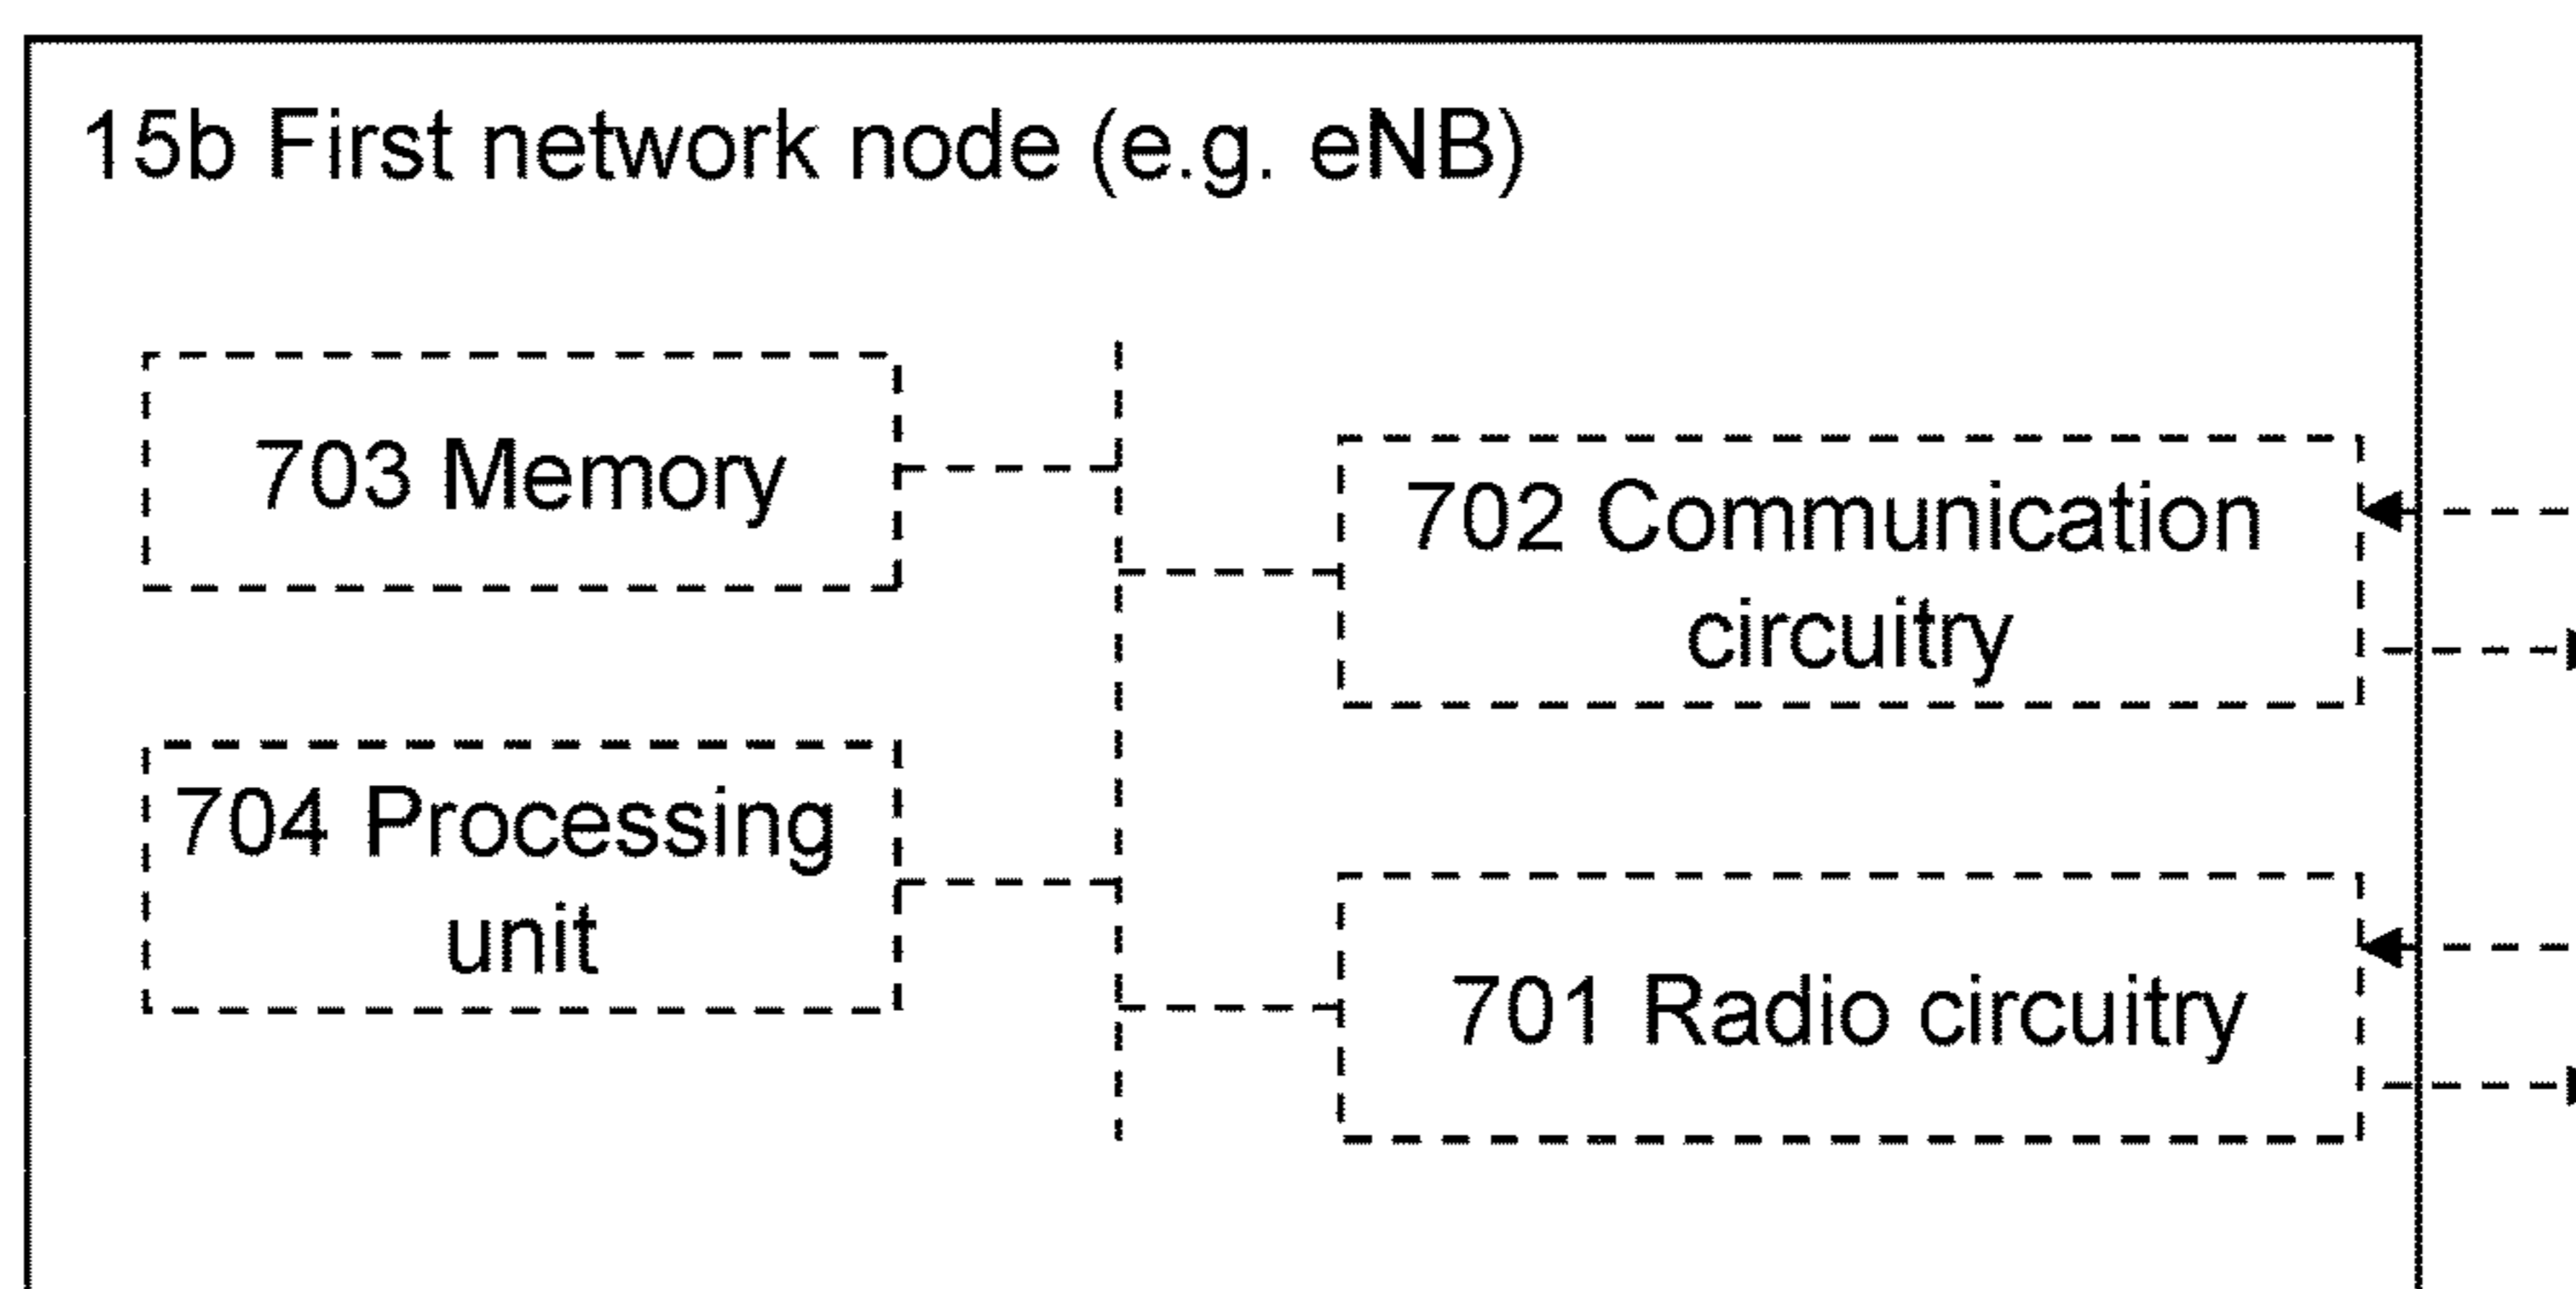 15b First network node (e.g. eNB)
703 Memory
702 Communication
circuitry
704 Processing
unit
701 Radio circuitry